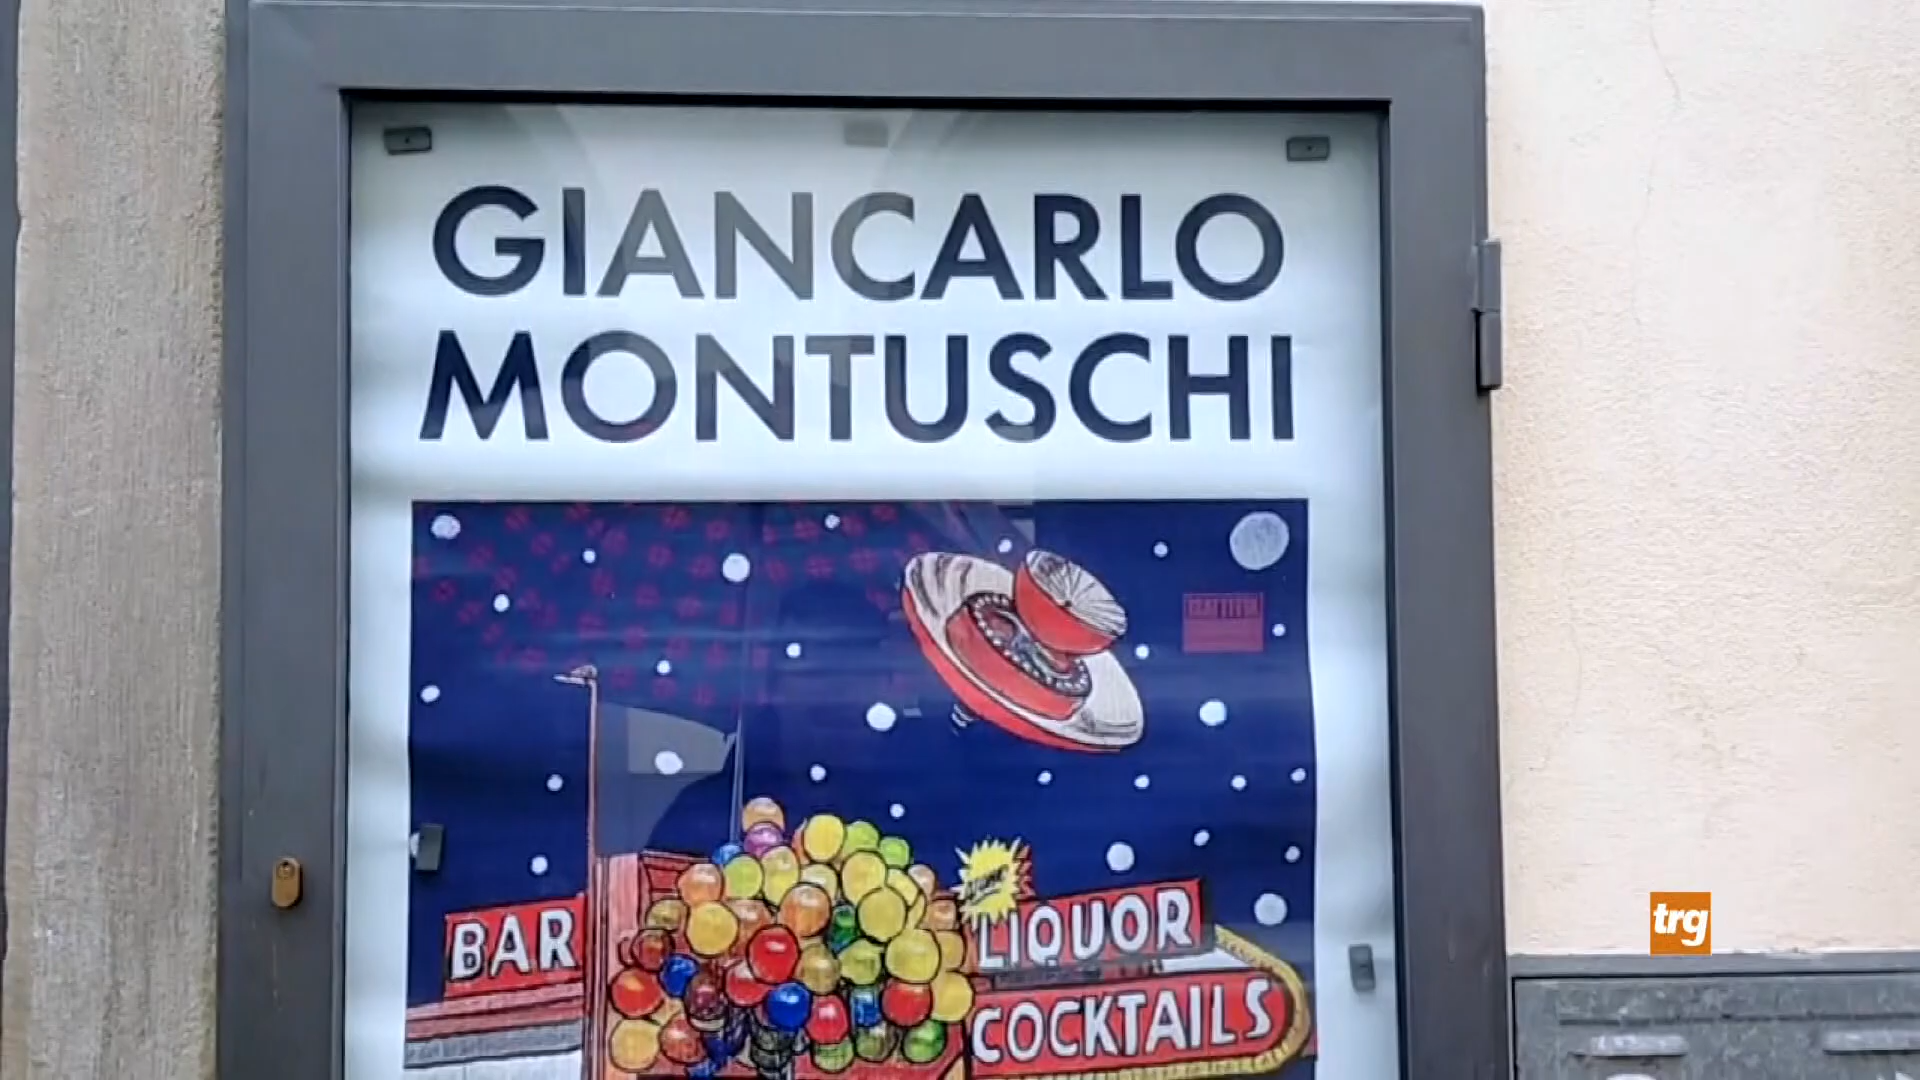 GIANCARLO
MONTUSCHI
BAR
LIQUOR
COCKTAILS
trg